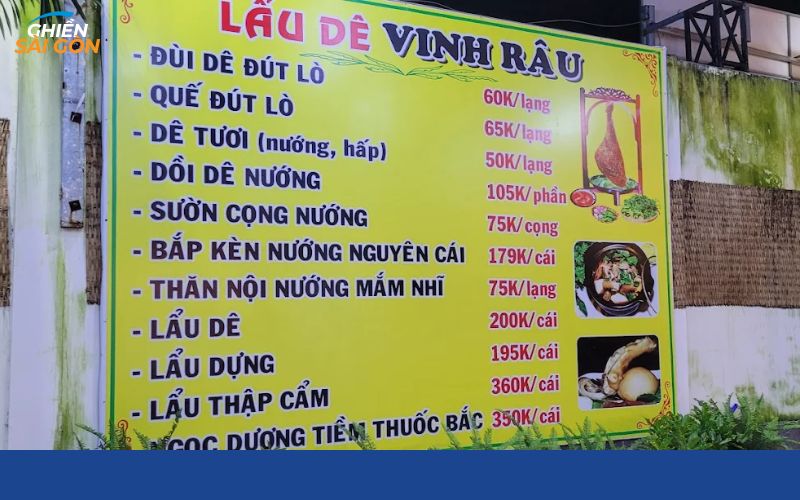 GHIỀN
SÀI GÒN
LẨU DÊ VINH RÂU
- ĐÙI DÊ ĐÚT LÒ 60K/lạng
- QUẾ ĐÚT LÒ 65K/lạng
- DÊ TƯƠI (nướng, hấp) 50K/lạng
- DỒI DÊ NƯỚNG 105K/phần
- SƯỜN CỌNG NƯỚNG 75K/cọng
- BẮP KÈN NƯỚNG NGUYÊN CÁI 179K/cái
- THĂN NỘI NƯỚNG MẮM NHĨ 75K/lạng
- LẨU DÊ 200K/cái
- LẨU DỰNG 195K/cái
- LẨU THẬP CẨM 360K/cái
NGỌC DƯƠNG TIỀM THUỐC BẮC 350K/cái